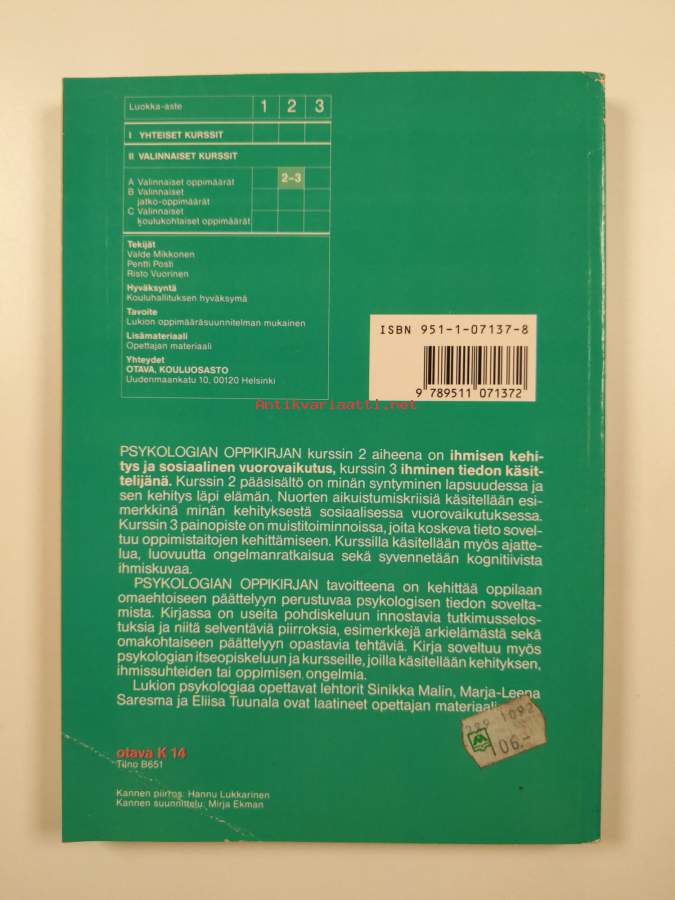 Luokka-aste 1 2 3
I YHTEISET KURSSIT
II VALINNAISET KURSSIT
A Valinnaiset oppimäärät 2–3
B Valinnaiset
jatko-oppimäärät
C Valinnaiset
koulukohtaiset oppimäärät
Tekijät
Valde Mikkonen
Pentti Posti
Risto Vuorinen
Hyväksyntä
Kouluhallituksen hyväksymä
Tavoite
Lukion oppimääräsuunnitelman mukainen
Lisämateriaali
Opettajan materiaali
Yhteydet
OTAVA, KOULUOSASTO
Uudenmaankatu 10, 00120 Helsinki
ISBN 951-1-07137-8
9 789511 071372
Antikvariaatti.net
PSYKOLOGIAN OPPIKIRJAN kurssin 2 aiheena on ihmisen kehi-
tys ja sosiaalinen vuorovaikutus, kurssin 3 ihminen tiedon käsit-
telijänä. Kurssin 2 pääsisältö on minän syntyminen lapsuudessa ja
sen kehitys läpi elämän. Nuorten aikuistumiskriisiä käsitellään esi-
merkkinä minän kehityksestä sosiaalisessa vuorovaikutuksessa.
Kurssin 3 painopiste on muistitoiminnoissa, joita koskeva tieto sovel-
tuu oppimistaitojen kehittämiseen. Kurssilla käsitellään myös ajatte-
lua, luovuutta ongelmanratkaisua sekä syvennetään kognitiivista
ihmiskuvaa.
PSYKOLOGIAN OPPIKIRJAN tavoitteena on kehittää oppilaan
omaehtoiseen päättelyyn perustuvaa psykologisen tiedon sovelta-
mista. Kirjassa on useita pohdiskeluun innostavia tutkimusselos-
tuksia ja niitä selventäviä piirroksia, esimerkkejä arkielämästä sekä
omakohtaiseen päättelyyn opastavia tehtäviä. Kirja soveltuu myös
psykologian itseopiskeluun ja kursseille, joilla käsitellään kehityksen,
ihmissuhteiden tai oppimisen ongelmia.
Lukion psykologiaa opettavat lehtorit Sinikka Malin, Marja-Leena
Saresma ja Eliisa Tuunala ovat laatineet opettajan materiaali
289 1092
106.-
otava K 14
Tilno B651
Kannen piirros: Hannu Lukkarinen
Kannen suunnittelu: Mirja Ekman